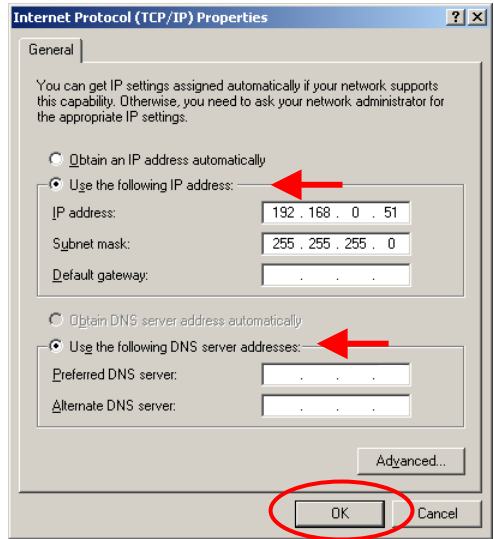 Internet Protocol (TCP/IP) Properties
General
You can get IP settings assigned automatically if your network supports
this capability. Otherwise, you need to ask your network administrator for
the appropriate IP settings.
Obtain an IP address automatically
Use the following IP address:
IP address: 192 . 168 . 0 . 51
Subnet mask: 255 . 255 . 255 . 0
Default gateway: . . .
Obtain DNS server address automatically
Use the following DNS server addresses:
Preferred DNS server: . . .
Alternate DNS server: . . .
Advanced...
OK Cancel